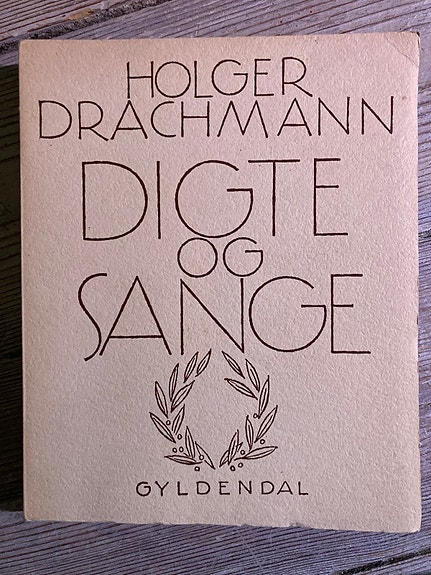 HOLGER
DRACHMANN
DIGTE
OG
SANGE
GYLDENDAL